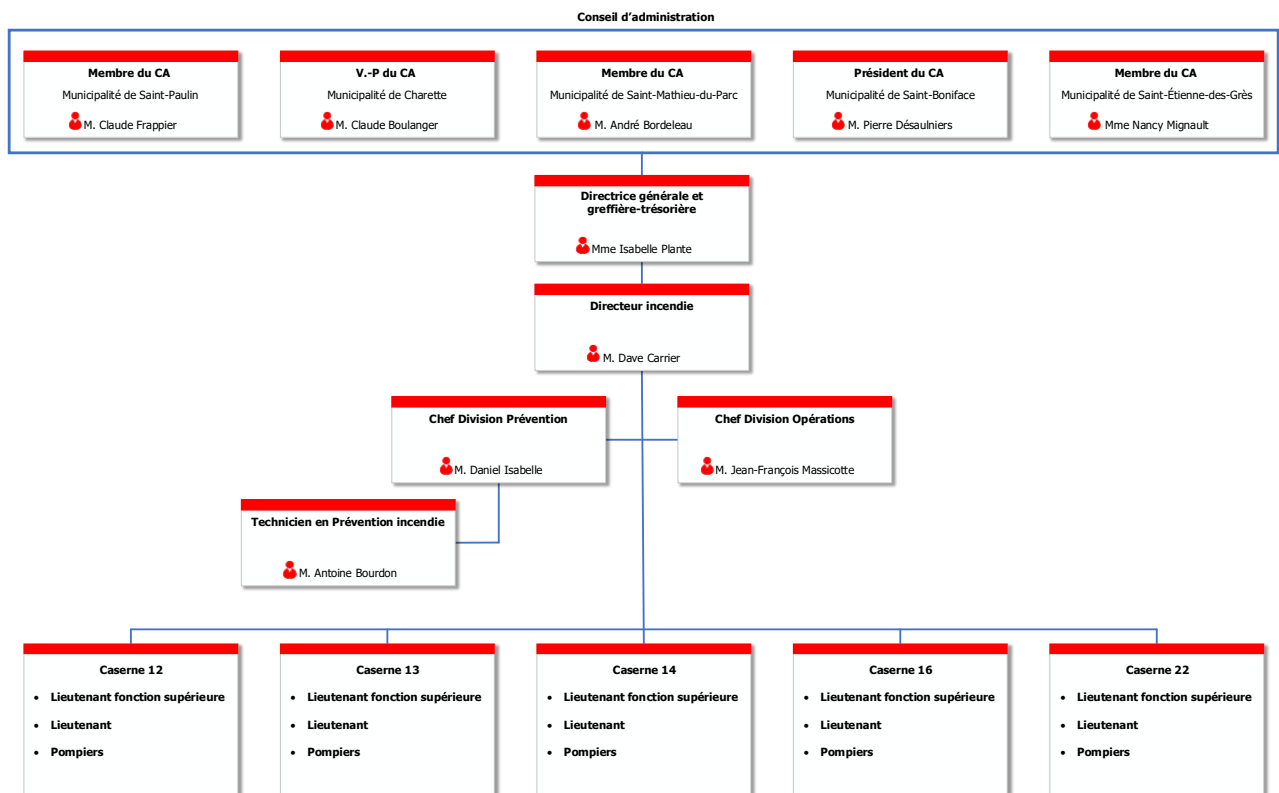 Conseil d'administration
Membre du CA
Municipalité de Saint-Paulin
M. Claude Frappier
V.-P du CA
Municipalité de Charette
M. Claude Boulanger
Membre du CA
Municipalité de Saint-Mathieu-du-Parc
M. André Bordeleau
Président du CA
Municipalité de Saint-Boniface
M. Pierre Désaulniers
Membre du CA
Municipalité de Saint-Étienne-des-Grès
Mme Nancy Mignault
Directrice générale et
greffière-trésorière
Mme Isabelle Plante
Directeur incendie
M. Dave Carrier
Chef Division Prévention
M. Daniel Isabelle
Chef Division Opérations
M. Jean-François Massicotte
Technicien en Prévention incendie
M. Antoine Bourdon
Caserne 12
• Lieutenant fonction supérieure
• Lieutenant
• Pompiers
Caserne 13
• Lieutenant fonction supérieure
• Lieutenant
• Pompiers
Caserne 14
• Lieutenant fonction supérieure
• Lieutenant
• Pompiers
Caserne 16
• Lieutenant fonction supérieure
• Lieutenant
• Pompiers
Caserne 22
• Lieutenant fonction supérieure
• Lieutenant
• Pompiers